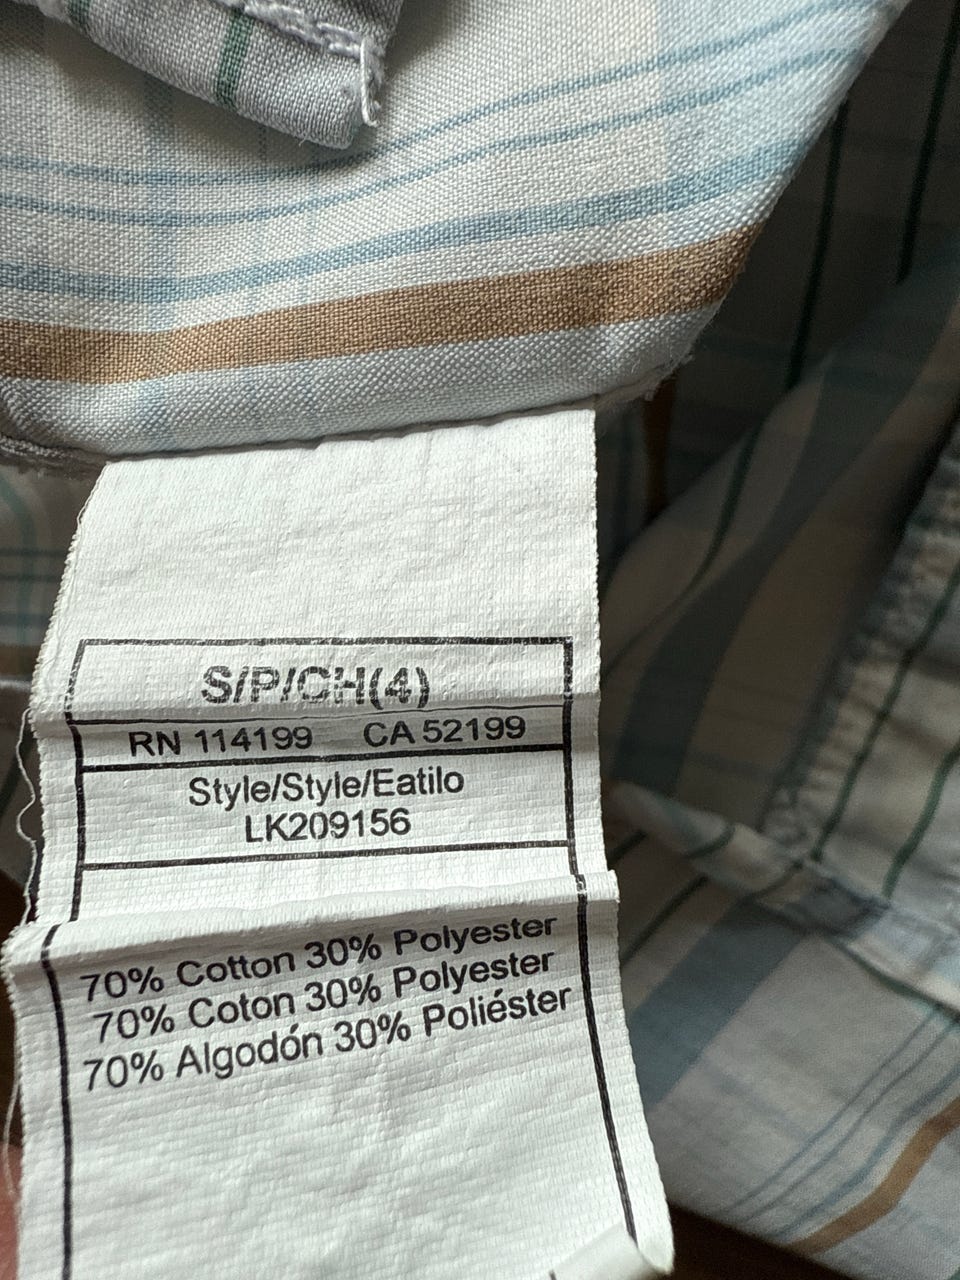 S/P/CH(4)
RN 114199 CA 52199
Style/Style/Eatilo
LK209156
70% Cotton 30% Polyester
70% Coton 30% Polyester
70% Algodón 30% Poliéster